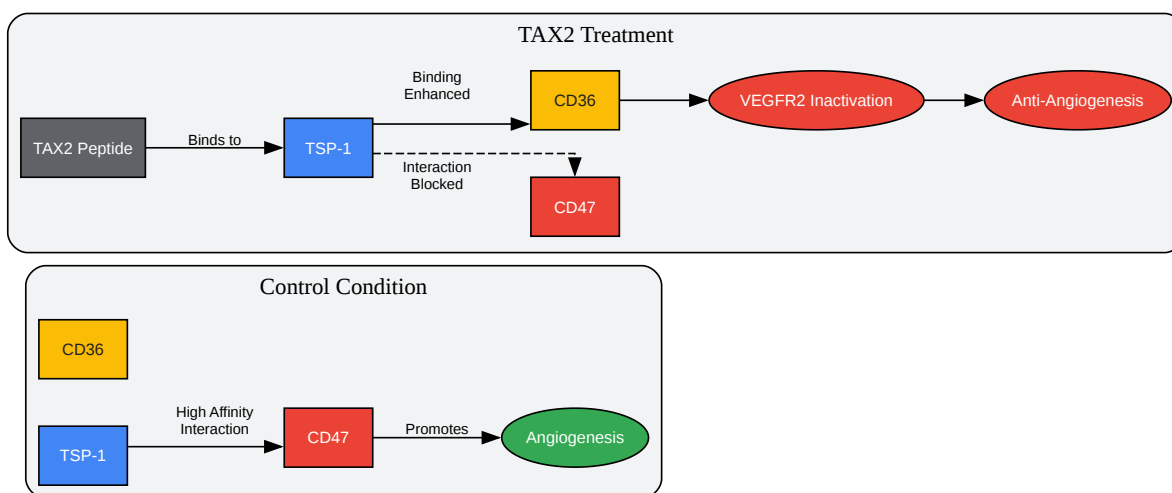 TAX2 Treatment
Binding
Enhanced
CD36
VEGFR2 Inactivation
Anti-Angiogenesis
TAX2 Peptide
Binds to
TSP-1
Interaction
Blocked
CD47
Control Condition
CD36
TSP-1
High Affinity
Interaction
CD47
Promotes
Angiogenesis